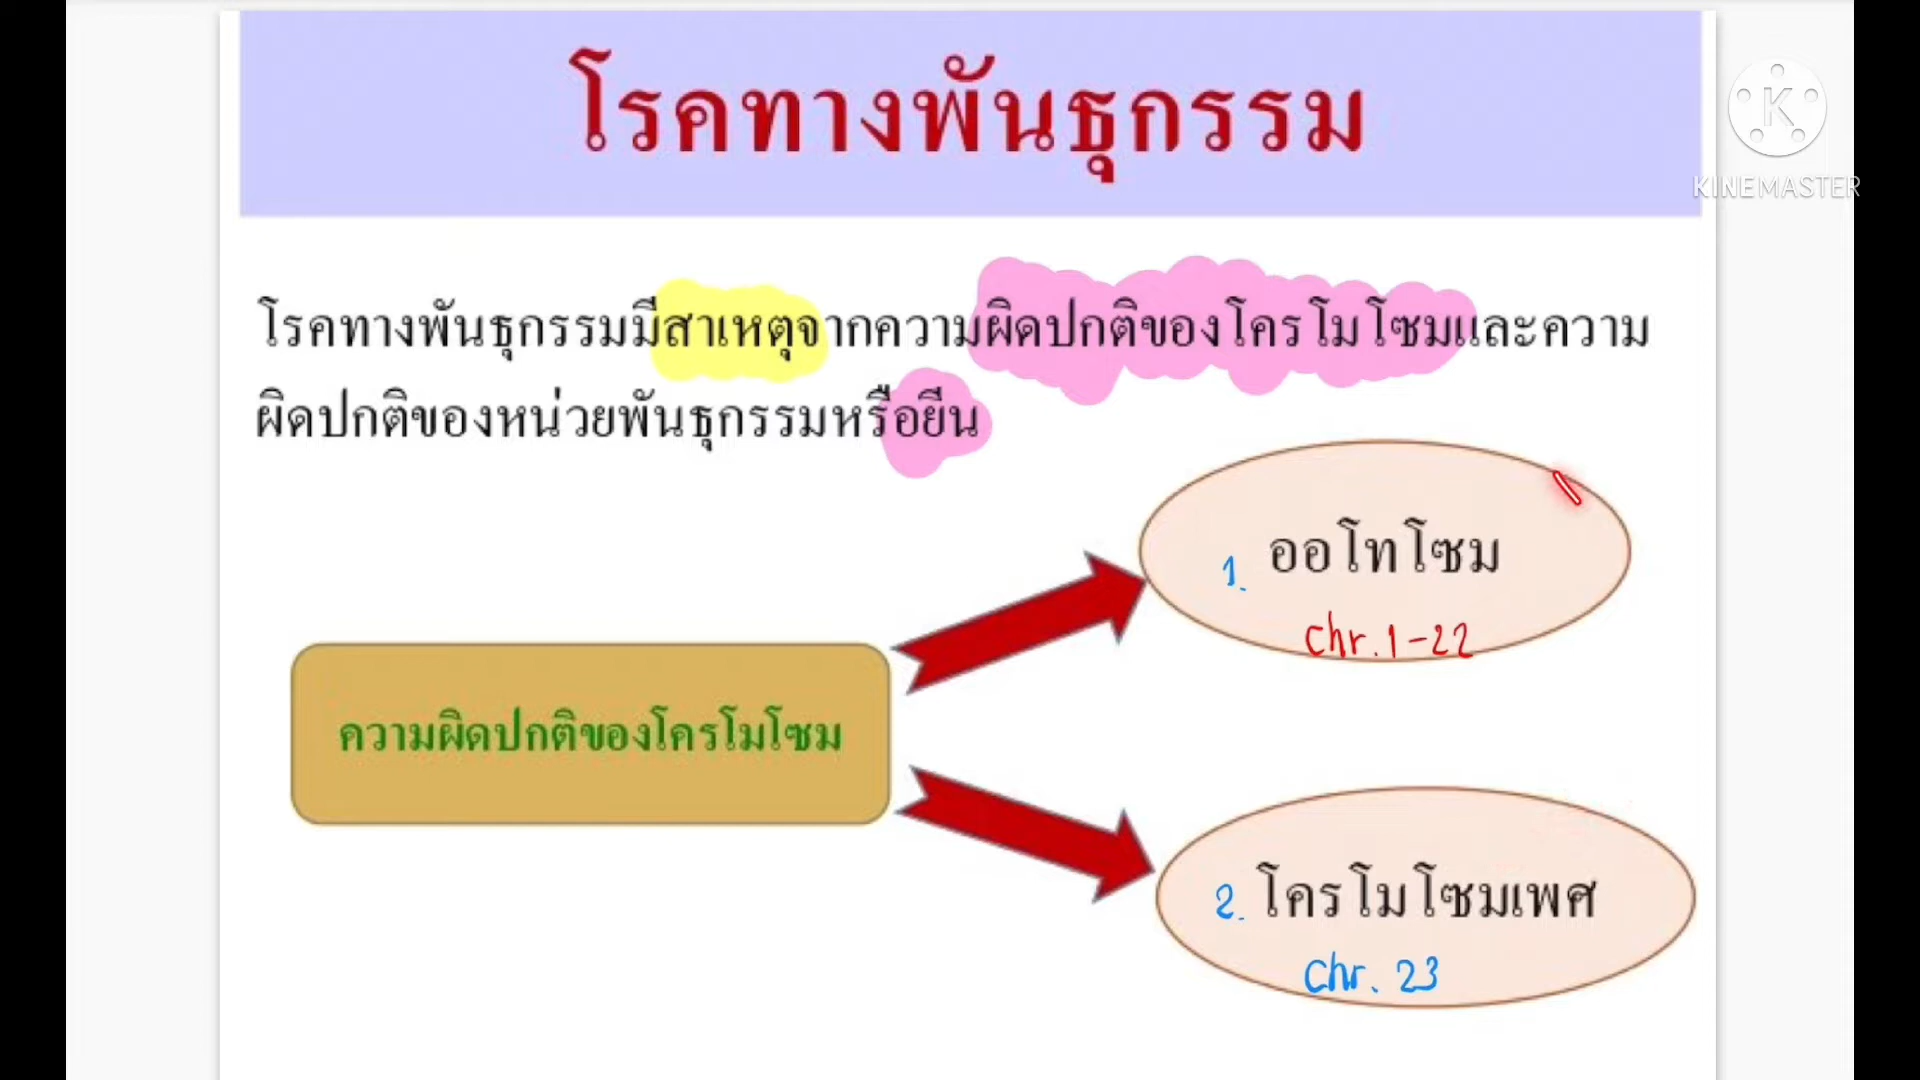 โรคทางพันธุกรรม
KINEMASTER
โรคทางพันธุกรรมมีสาเหตุจากความผิดปกติของโครโมโซมและความ
ผิดปกติของหน่วยพันธุกรรมหรือยีน
1. ออโทโซม
Chr. 1-22
ความผิดปกติของโครโมโซม
2. โครโมโซมเพศ
Chr. 23